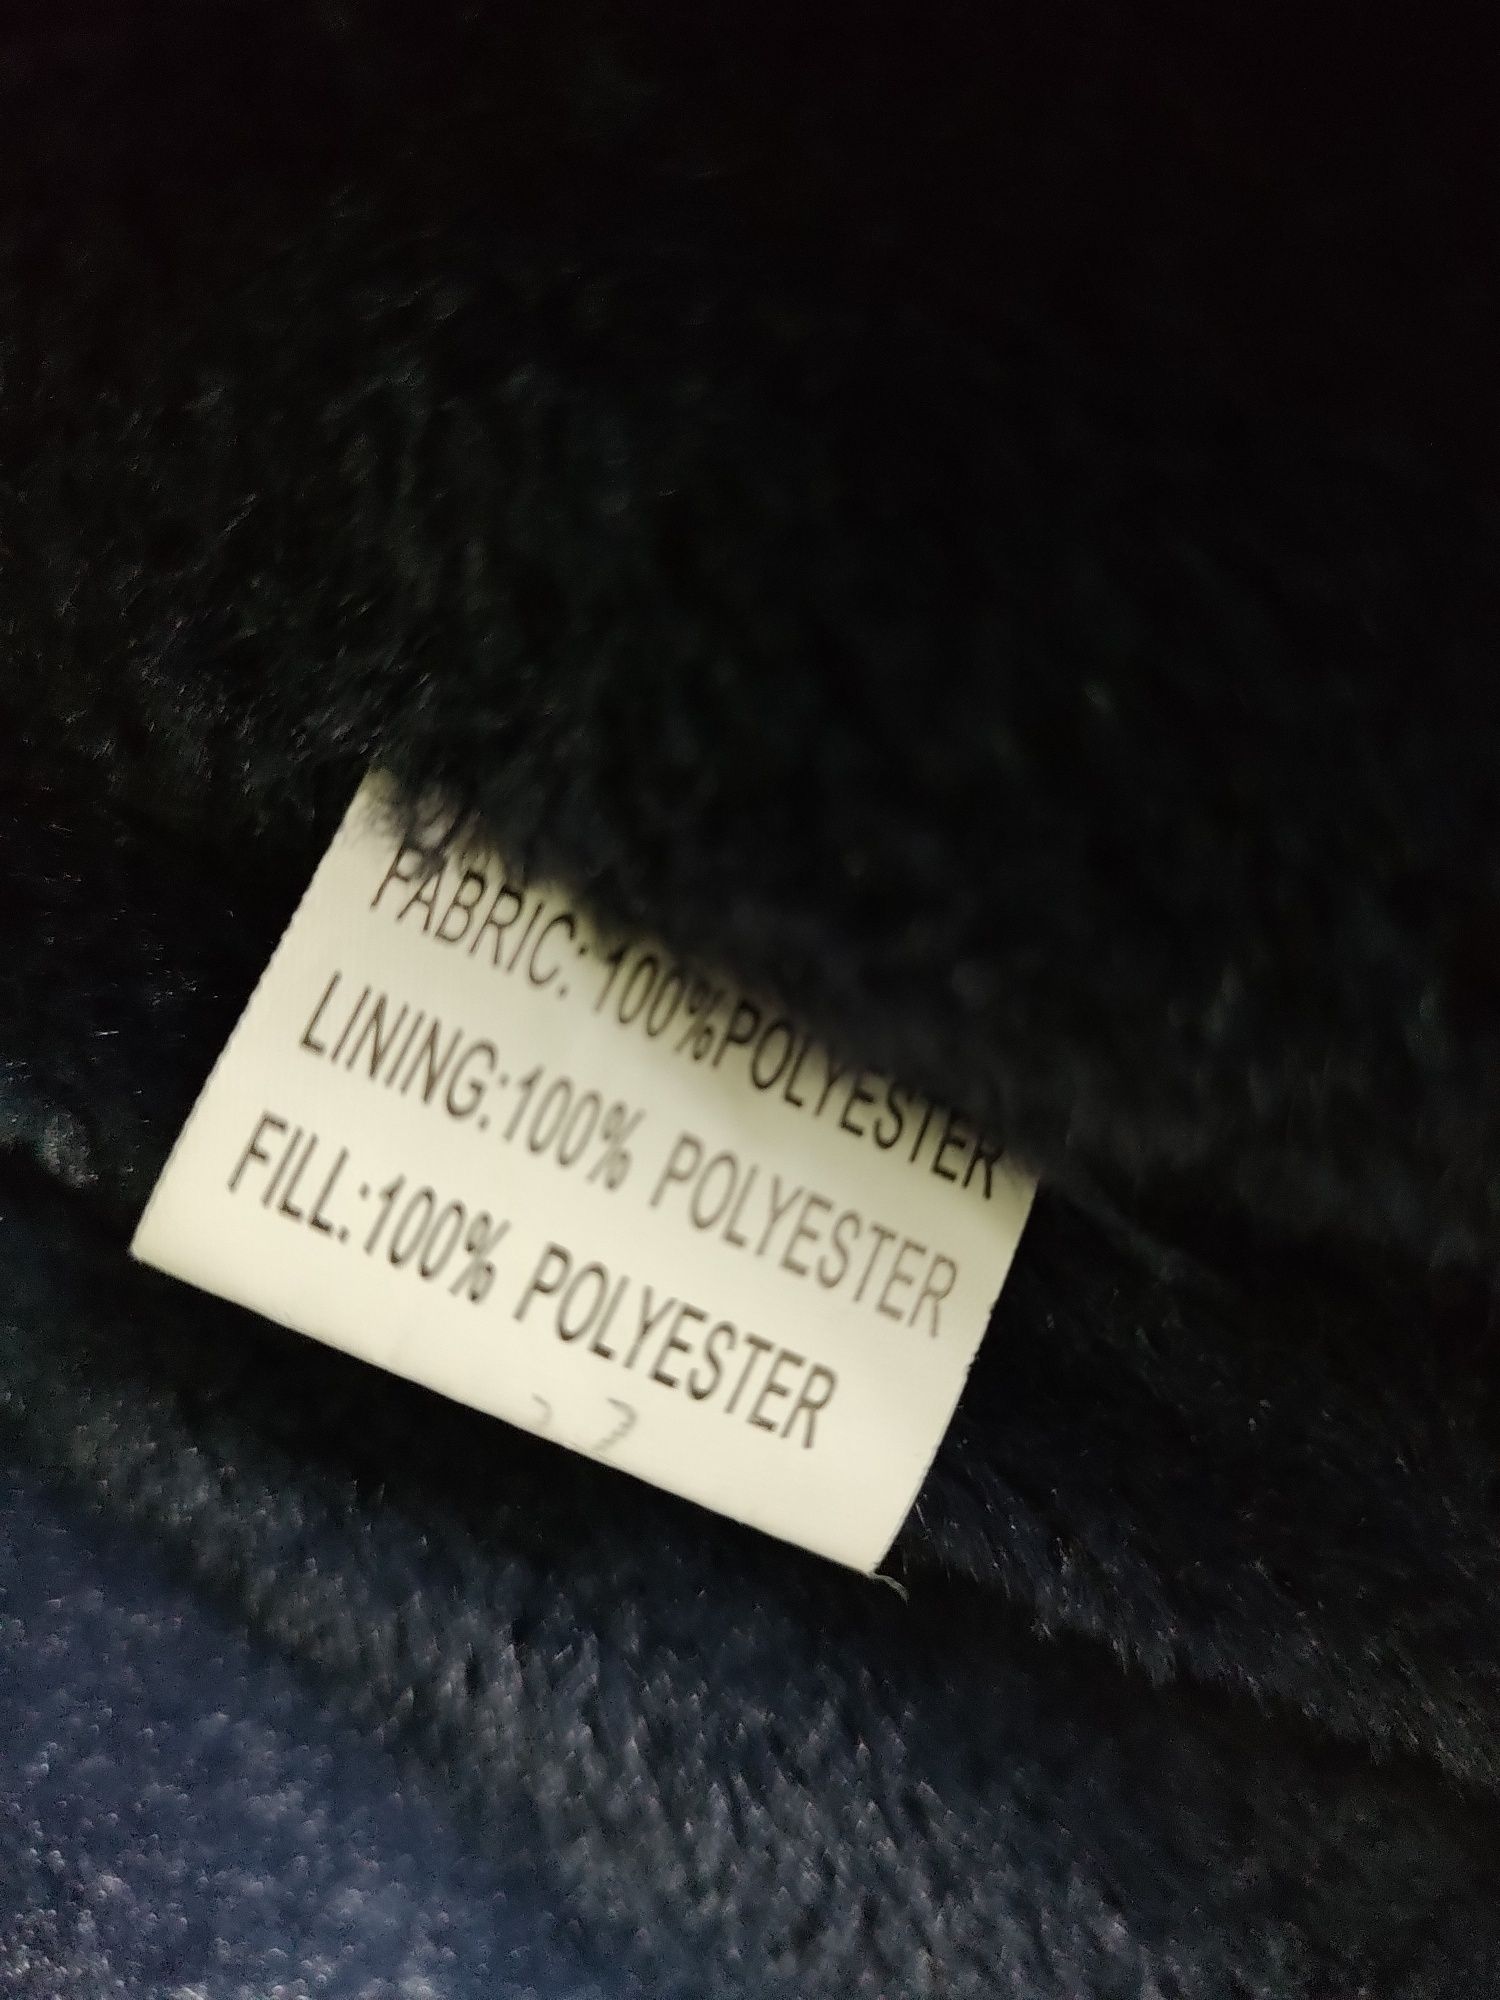 FABRIC: 100%POLYESTER
LINING:100% POLYESTER
FILL:100% POLYESTER